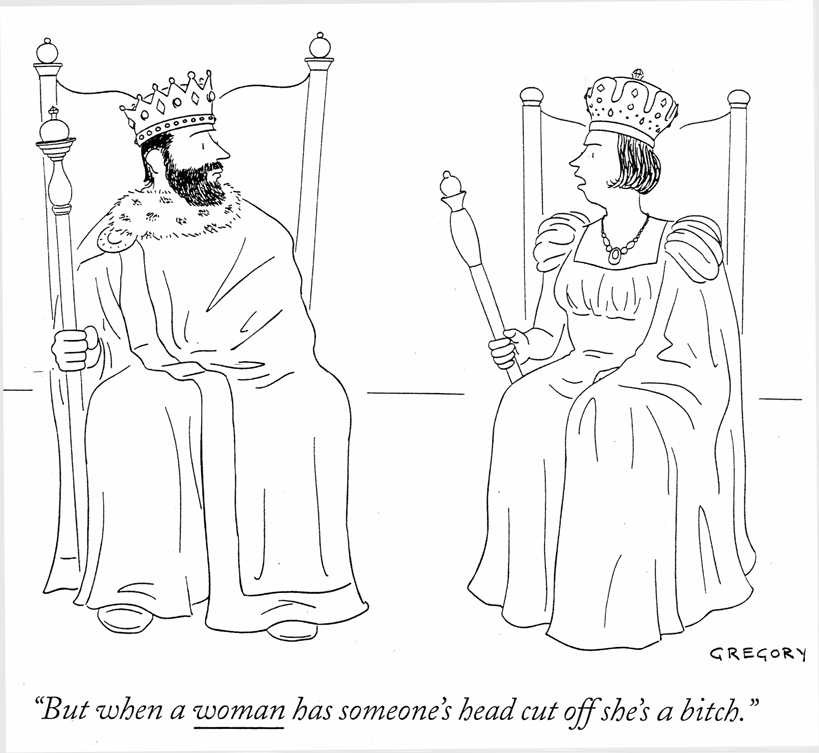 GREGORY
“But when a woman has someone’s head cut off she’s a bitch.”